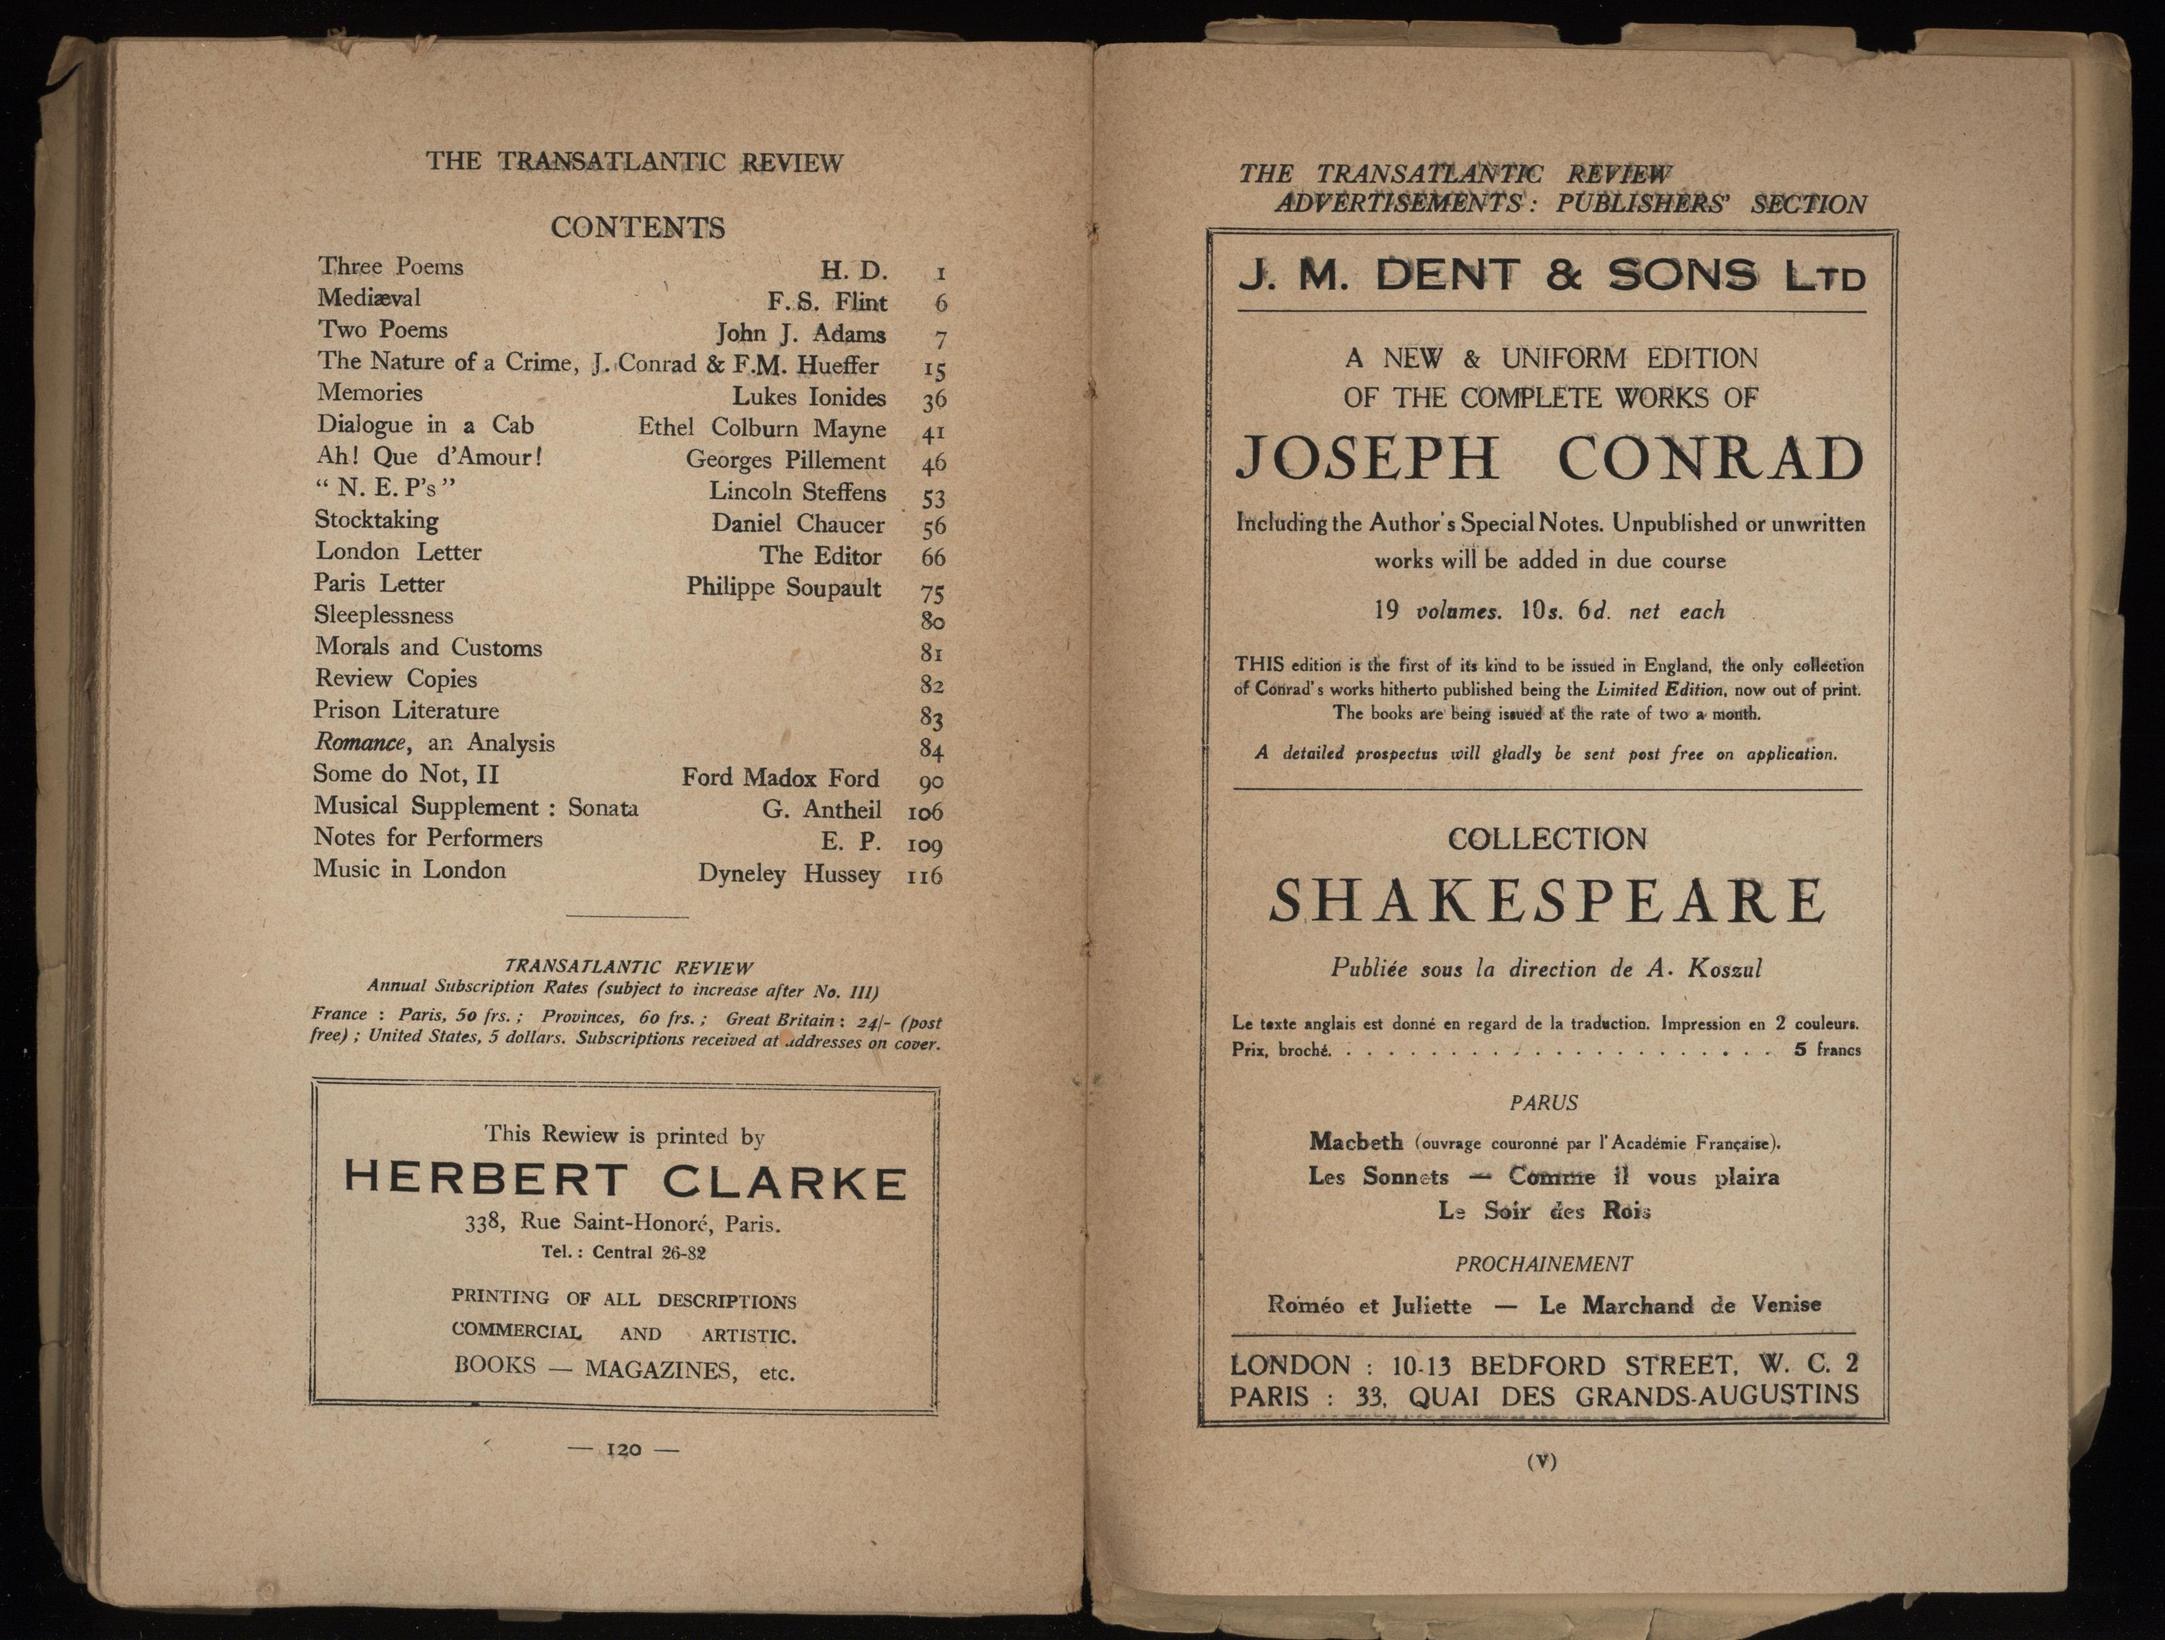 THE TRANSATLANTIC REVIEW
CONTENTS
Three Poems H. D. 1
Mediæval F. S. Flint 6
Two Poems John J. Adams 7
The Nature of a Crime, J. Conrad & F.M. Hueffer 15
Memories Lukes Ionides 36
Dialogue in a Cab Ethel Colburn Mayne 41
Ah! Que d'Amour! Georges Pillement 46
“ N. E. P's ” Lincoln Steffens 53
Stocktaking Daniel Chaucer 56
London Letter The Editor 66
Paris Letter Philippe Soupault 75
Sleeplessness 80
Morals and Customs 81
Review Copies 82
Prison Literature 83
Romance, an Analysis 84
Some do Not, II Ford Madox Ford 90
Musical Supplement : Sonata G. Antheil 106
Notes for Performers E. P. 109
Music in London Dyneley Hussey 116
TRANSATLANTIC REVIEW
Annual Subscription Rates (subject to increase after No. III)
France : Paris, 50 frs. ; Provinces, 60 frs. ; Great Britain : 24/- (post
free) ; United States, 5 dollars. Subscriptions received at addresses on cover.
This Rewiew is printed by
HERBERT CLARKE
338, Rue Saint-Honoré, Paris.
Tel. : Central 26-82
PRINTING OF ALL DESCRIPTIONS
COMMERCIAL AND ARTISTIC.
BOOKS — MAGAZINES, etc.
— 120 —
THE TRANSATLANTIC REVIEW
ADVERTISEMENTS : PUBLISHERS' SECTION
J. M. DENT & SONS LTD
A NEW & UNIFORM EDITION
OF THE COMPLETE WORKS OF
JOSEPH CONRAD
Including the Author's Special Notes. Unpublished or unwritten
works will be added in due course
19 volumes. 10s. 6d. net each
THIS edition is the first of its kind to be issued in England, the only collection
of Conrad's works hitherto published being the Limited Edition, now out of print.
The books are being issued at the rate of two a month.
A detailed prospectus will gladly be sent post free on application.
COLLECTION
SHAKESPEARE
Publiée sous la direction de A. Koszul
Le texte anglais est donné en regard de la traduction. Impression en 2 couleurs.
Prix, broché. . . . . . . . . . . . . . . . . . . . . . 5 francs
PARUS
Macbeth (ouvrage couronné par l'Académie Française).
Les Sonnets — Comme il vous plaira
Le Soir des Rois
PROCHAINEMENT
Roméo et Juliette — Le Marchand de Venise
LONDON : 10-13 BEDFORD STREET, W. C. 2
PARIS : 33, QUAI DES GRANDS-AUGUSTINS
(V)